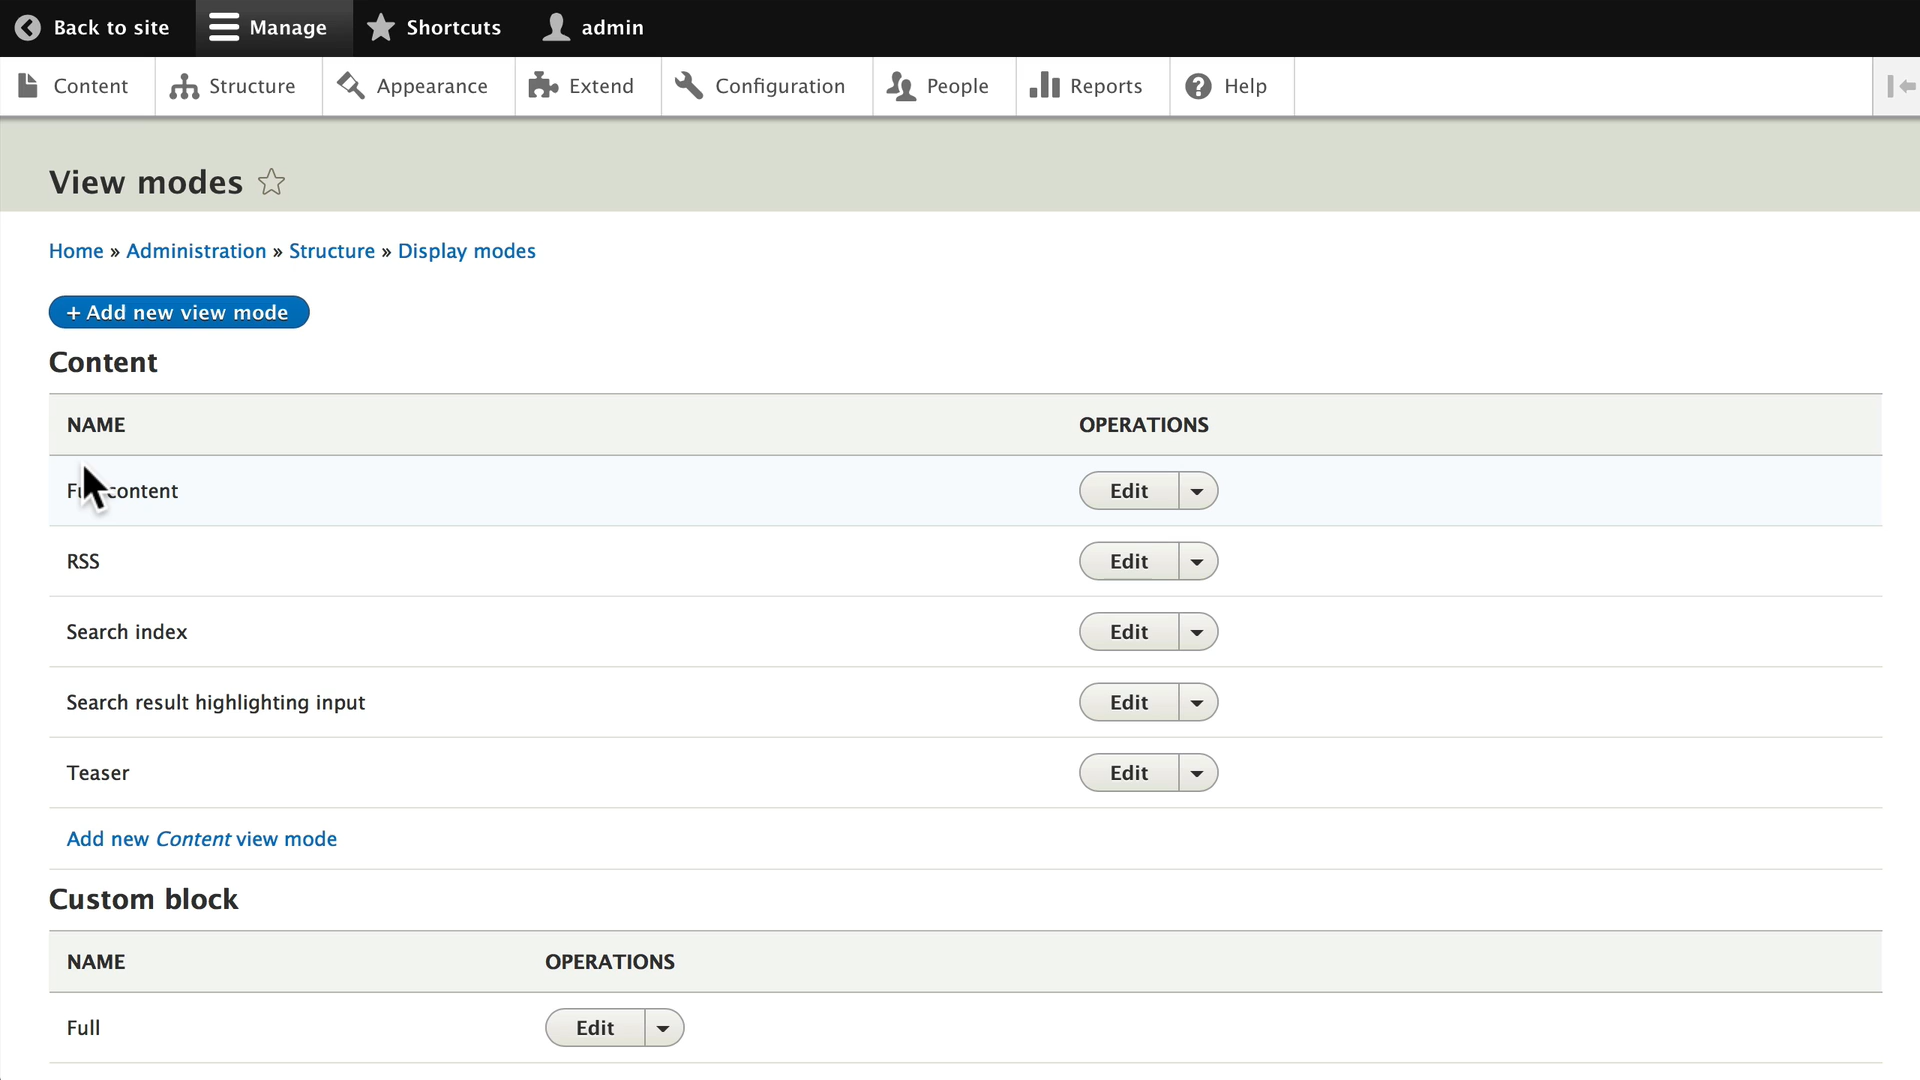 Back to site Manage Shortcuts admin
Content Structure Appearance Extend Configuration People Reports Help
View modes
Home » Administration » Structure » Display modes
+ Add new view mode
Content
NAME OPERATIONS
content Edit
RSS Edit
Search index Edit
Search result highlighting input Edit
Teaser Edit
Add new Content view mode
Custom block
NAME OPERATIONS
Full Edit